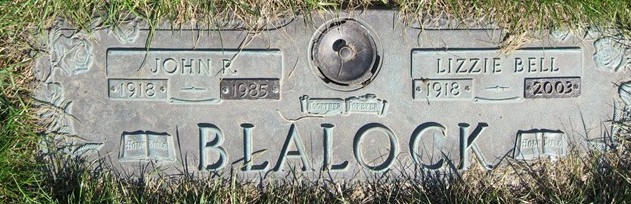 JOHN R.
1918 1985
LIZZIE BELL
1918 2003
TOGETHER FOREVER
BLALOCK
HOLY BIBLE
HOLY BIBLE